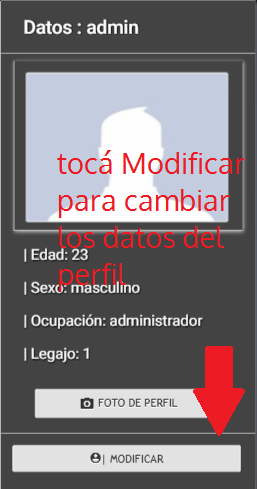 Datos : admin
tocá Modificar
para cambiar
los datos del
perfil
| Edad: 23
| Sexo: masculino
| Ocupación: administrador
| Legajo: 1
FOTO DE PERFIL
| MODIFICAR